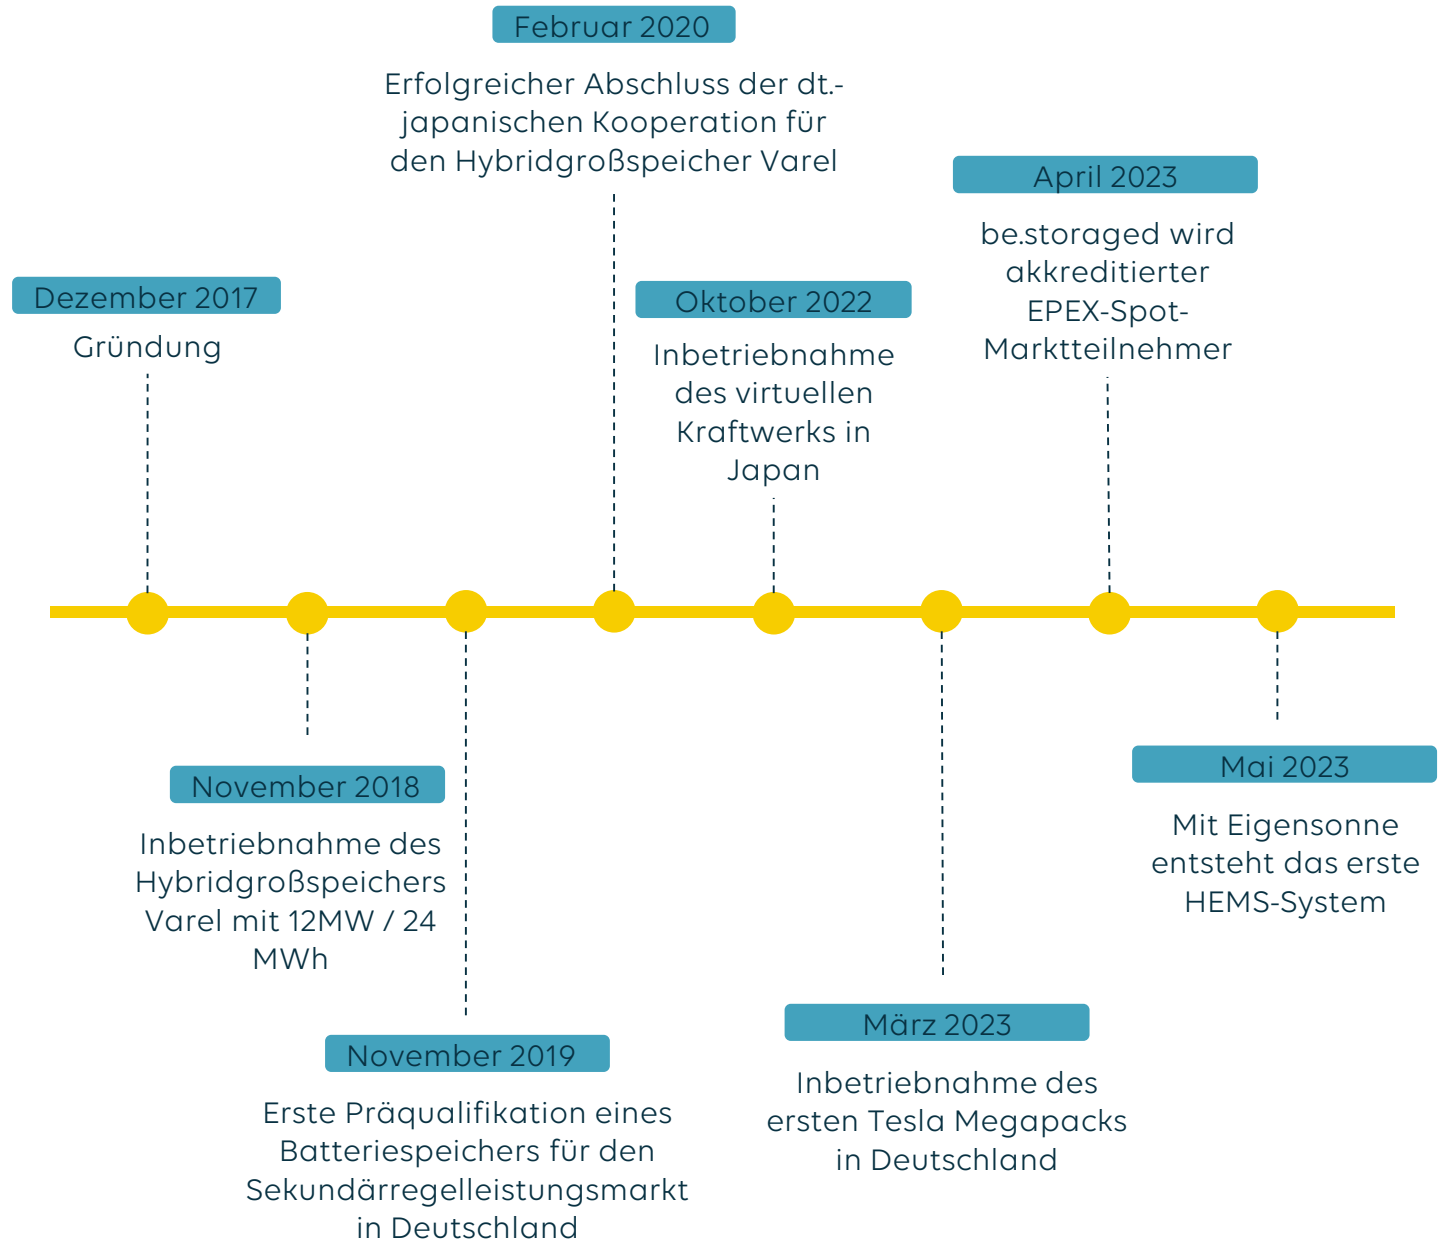 Dezember 2017
Gründung
November 2018
Inbetriebnahme des
Hybridgroßspeichers
Varel mit 12MW / 24
MWh
November 2019
Erste Präqualifikation eines
Batteriespeichers für den
Sekundärregelleistungsmarkt
in Deutschland
Februar 2020
Erfolgreicher Abschluss der dt.-
japanischen Kooperation für
den Hybridgroßspeicher Varel
Oktober 2022
Inbetriebnahme
des virtuellen
Kraftwerks in
Japan
März 2023
Inbetriebnahme des
ersten Tesla Megapacks
in Deutschland
April 2023
be.storaged wird
akkreditierter
EPEX-Spot-
Marktteilnehmer
Mai 2023
Mit Eigensonne
entsteht das erste
HEMS-System